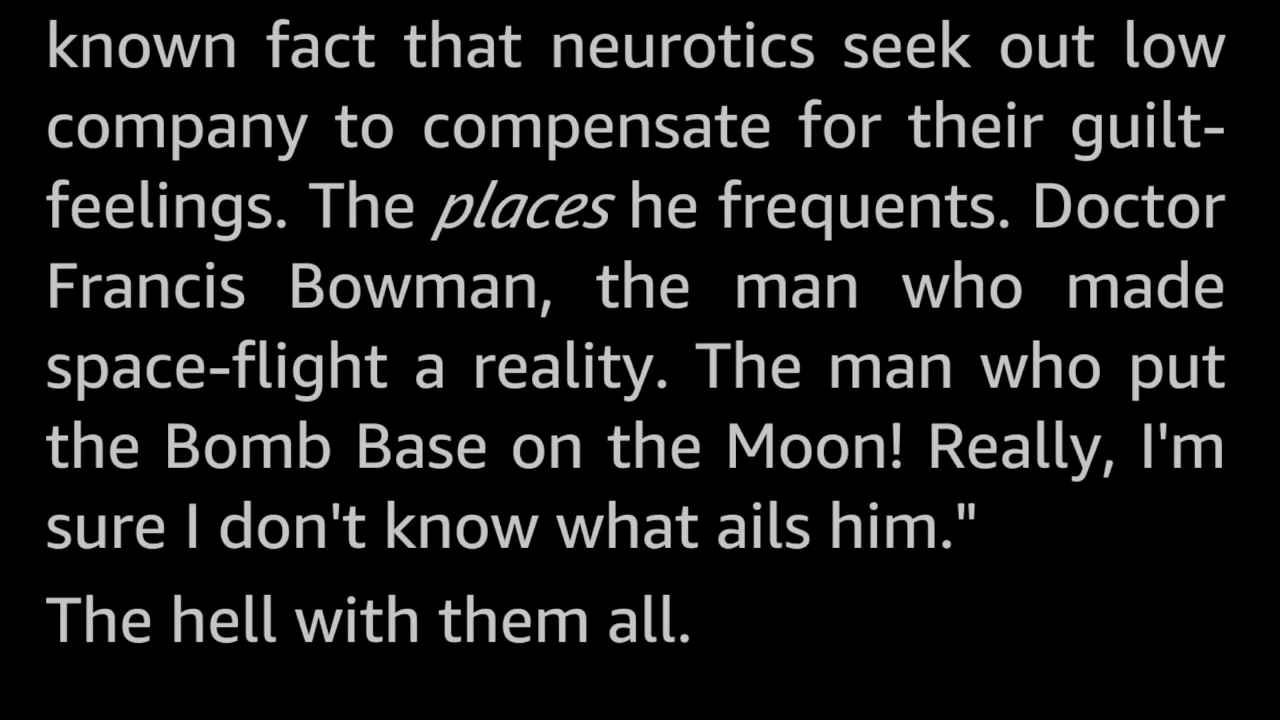 known fact that neurotics seek out low
company to compensate for their guilt-
feelings. The places he frequents. Doctor
Francis Bowman, the man who made
space-flight a reality. The man who put
the Bomb Base on the Moon! Really, I'm
sure I don't know what ails him."
The hell with them all.